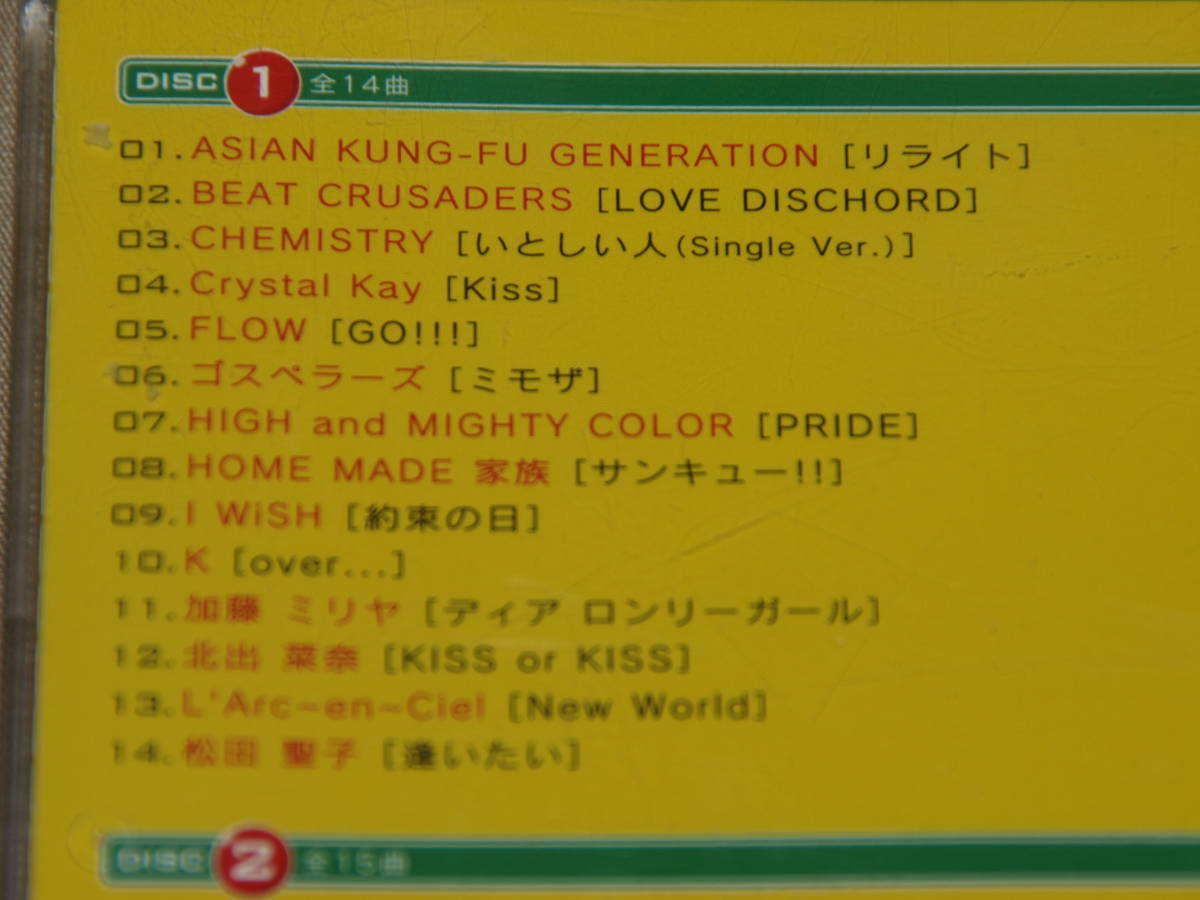 DISC 1 全14曲
01. ASIAN KUNG-FU GENERATION [リライト]
02. BEAT CRUSADERS [LOVE DISCHORD]
03. CHEMISTRY [いとしい人(Single Ver.)]
04. Crystal Kay [Kiss]
05. FLOW [GO!!!]
06. ゴスペラーズ [ミモザ]
07. HIGH and MIGHTY COLOR [PRIDE]
08. HOME MADE 家族 [サンキュー!!]
09. I WiSH [約束の日]
10. K [over...]
11. 加藤 ミリヤ [ディア ロンリーガール]
12. 北出 菜奈 [KISS or KISS]
13. L'Arc~en~Ciel [New World]
14. 松田 聖子 [逢いたい]
DISC 2 全15曲